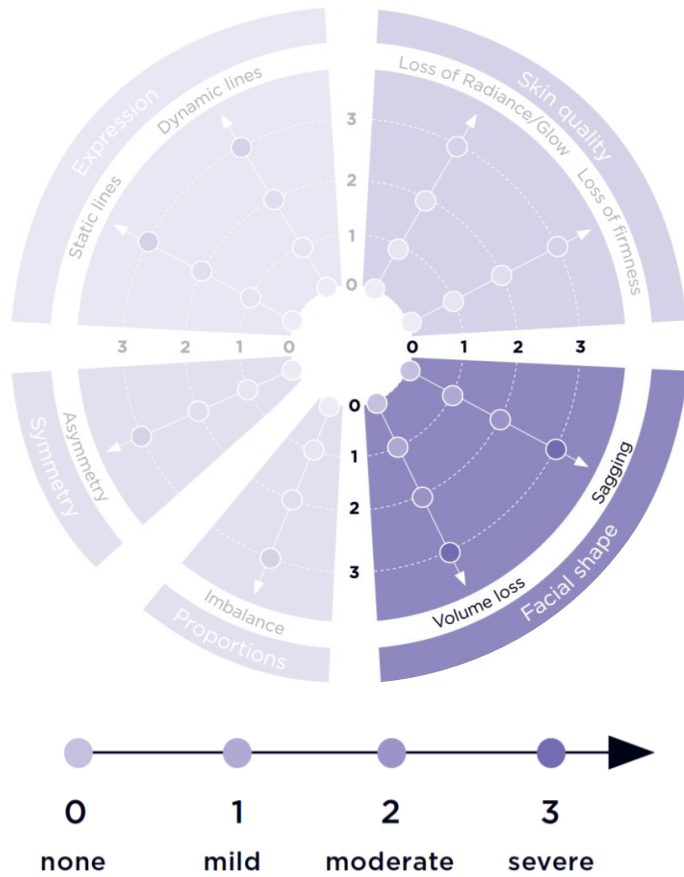 Expression
Dynamic lines
Static lines
Loss of Radiance/Glow
Skin quality
Loss of firmness
3
2
1
0
3 2 1 0
0 1 2 3
0
1
2
3
Symmetry
Asymmetry
Imbalance
Proportions
Volume loss
Sagging
Facial shape
0 1 2 3
none mild moderate severe